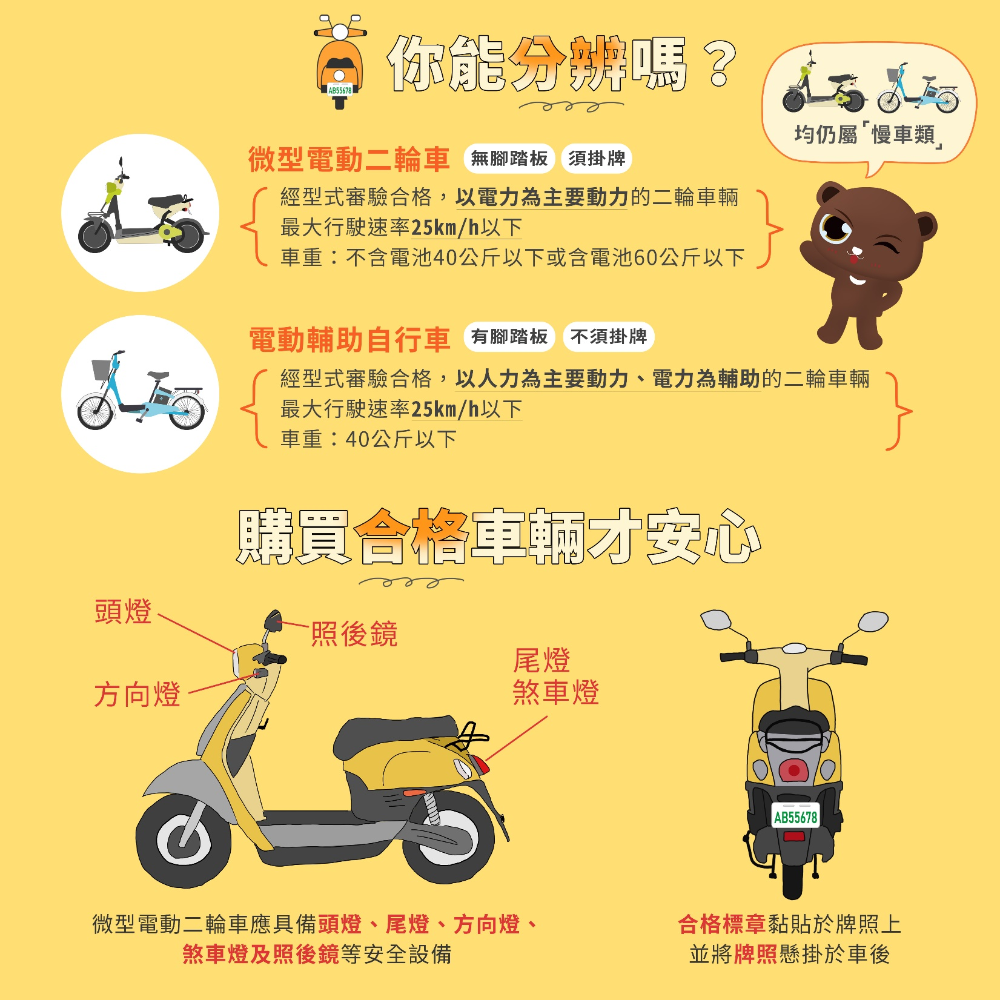 AB55678
你能分辨嗎？
均仍屬「慢車類」
微型電動二輪車 無腳踏板 須掛牌
經型式審驗合格，以電力為主要動力的二輪車輛
最大行駛速率25km/h以下
車重：不含電池40公斤以下或含電池60公斤以下
電動輔助自行車 有腳踏板 不須掛牌
經型式審驗合格，以人力為主要動力、電力為輔助的二輪車輛
最大行駛速率25km/h以下
車重：40公斤以下
購買合格車輛才安心
頭燈
照後鏡
方向燈
尾燈
煞車燈
AB55678
微型電動二輪車應具備頭燈、尾燈、方向燈、
煞車燈及照後鏡等安全設備
合格標章黏貼於牌照上
並將牌照懸掛於車後